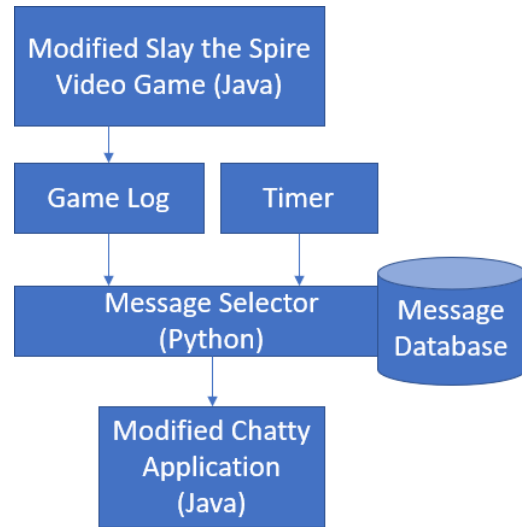 Modified Slay the Spire
Video Game (Java)
Game Log
Timer
Message Selector
(Python)
Message
Database
Modified Chatty
Application
(Java)